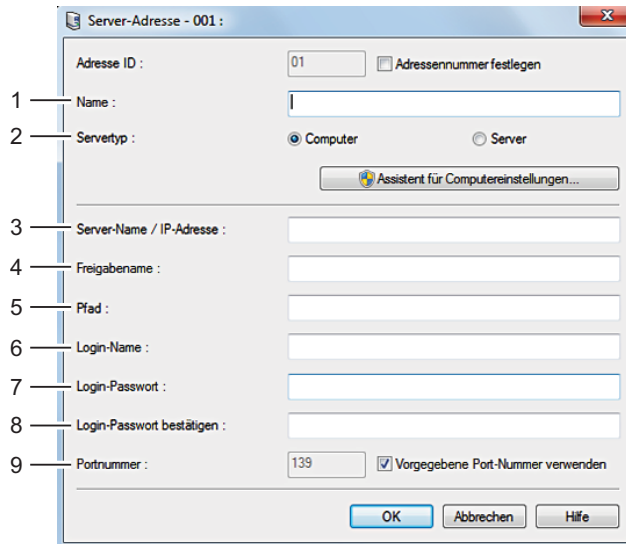 Server-Adresse - 001 :
Adresse ID : 01 Adressennummer festlegen
1 Name :
2 Servertyp : Computer Server
Assistent für Computereinstellungen...
3 Server-Name / IP-Adresse :
4 Freigabename :
5 Pfad :
6 Login-Name :
7 Login-Passwort :
8 Login-Passwort bestätigen :
9 Portnummer : 139 Vorgegebene Port-Nummer verwenden
OK Abbrechen Hilfe